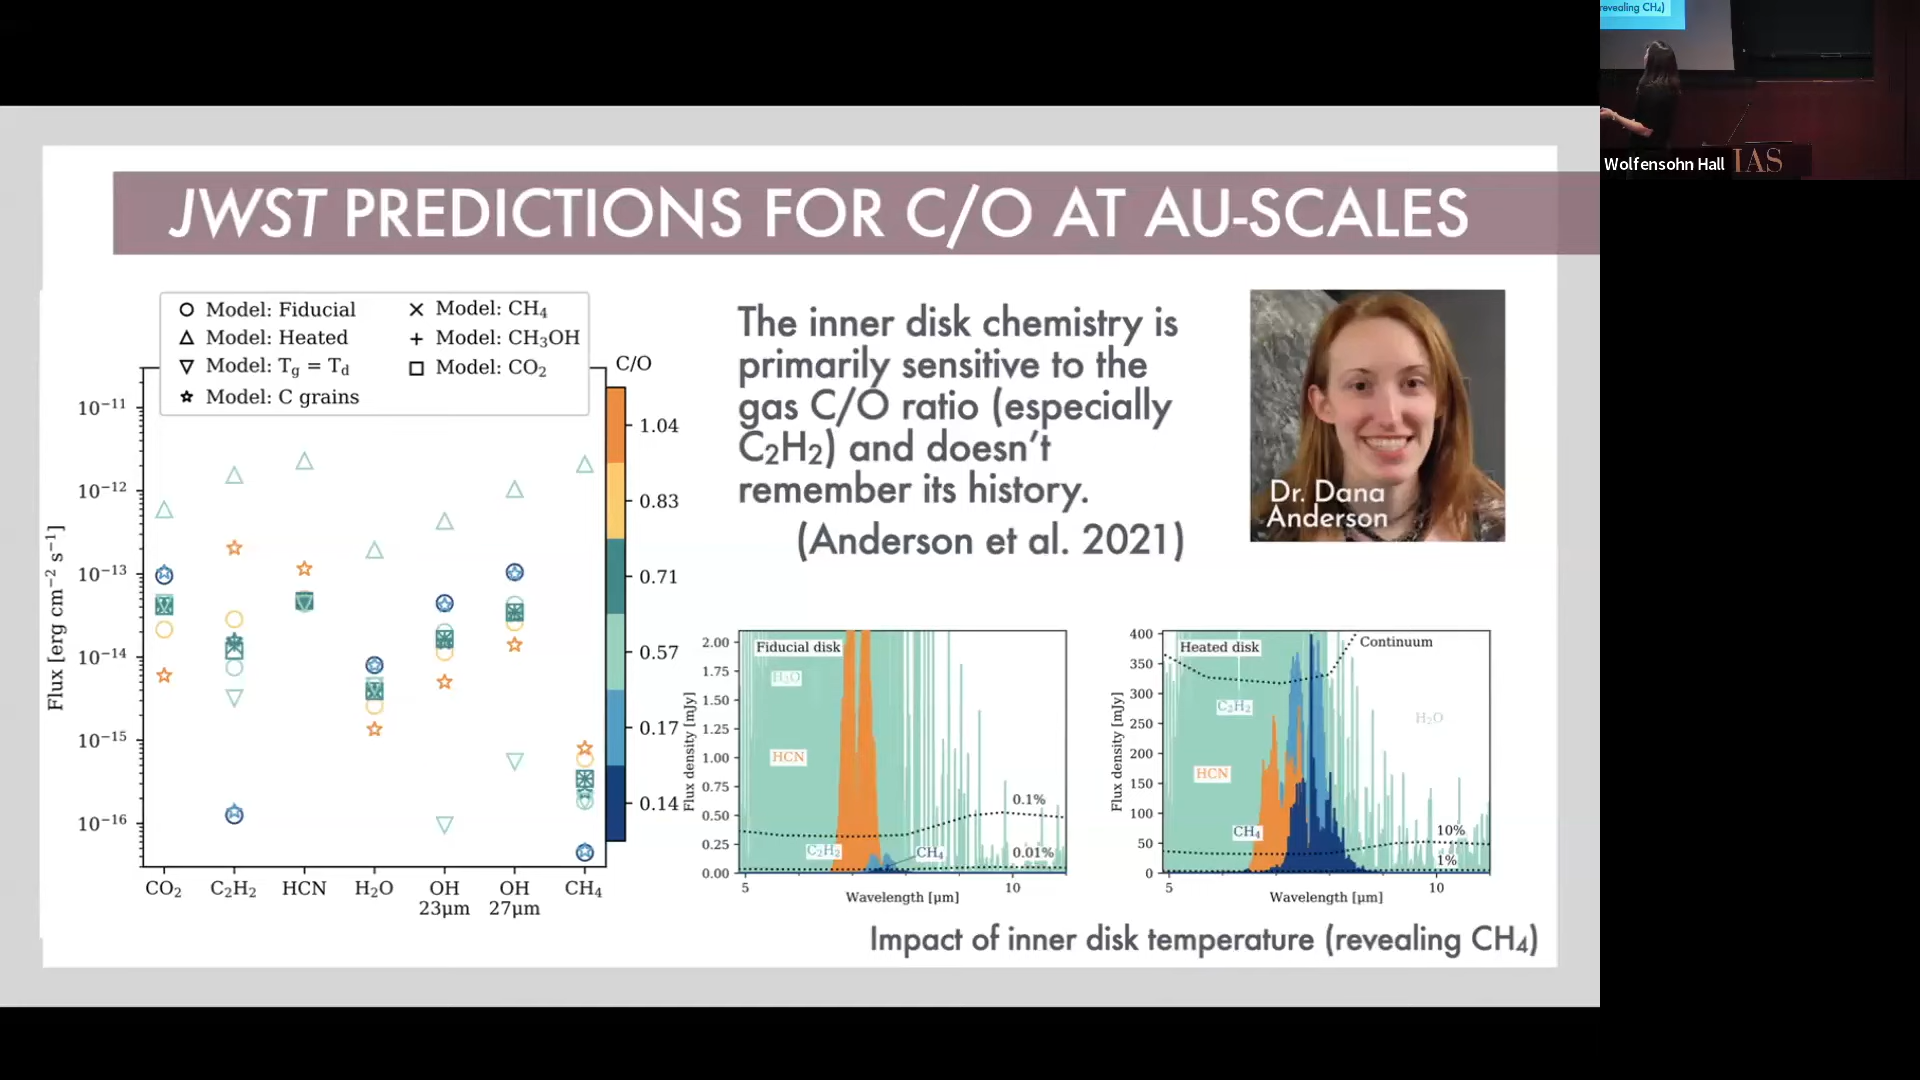 revealing CH₄)
Wolfensohn Hall
IAS
JWST PREDICTIONS FOR C/O AT AU-SCALES
Model: Fiducial
Model: Heated
Model: T_g = T_d
Model: C grains
Model: CH₄
Model: CH₃OH
Model: CO₂
C/O
1.04
0.83
0.71
0.57
0.17
0.14
Flux [erg cm⁻² s⁻¹]
10⁻¹¹
10⁻¹²
10⁻¹³
10⁻¹⁴
10⁻¹⁵
10⁻¹⁶
CO₂ C₂H₂ HCN H₂O OH OH CH₄
23μm 27μm
The inner disk chemistry is
primarily sensitive to the
gas C/O ratio (especially
C₂H₂) and doesn't
remember its history.
(Anderson et al. 2021)
Dr. Dana
Anderson
Flux density [mJy]
2.00
1.75
1.50
1.25
1.00
0.75
0.50
0.25
0.00
Fiducial disk
H₂O
HCN
C₂H₂
CH₄
0.1%
0.01%
5 10
Wavelength [μm]
Flux density [mJy]
400
350
300
250
200
150
100
50
0
Heated disk
Continuum
C₂H₂
H₂O
HCN
CH₄
10%
1%
5 10
Wavelength [μm]
Impact of inner disk temperature (revealing CH₄)